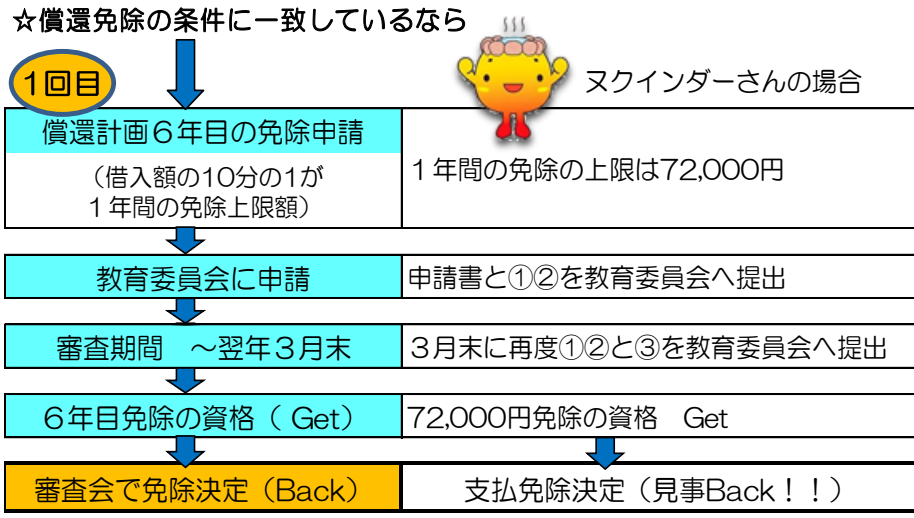 ☆償還免除の条件に一致しているなら
1回目
ヌクインダーさんの場合
償還計画6年目の免除申請
（借入額の10分の1が
1年間の免除上限額）
1年間の免除の上限は72,000円
教育委員会に申請
申請書と①②を教育委員会へ提出
審査期間　～翌年3月末
3月末に再度①②と③を教育委員会へ提出
6年目免除の資格（ Get）
72,000円免除の資格　Get
審査会で免除決定（Back）
支払免除決定（見事Back！！）